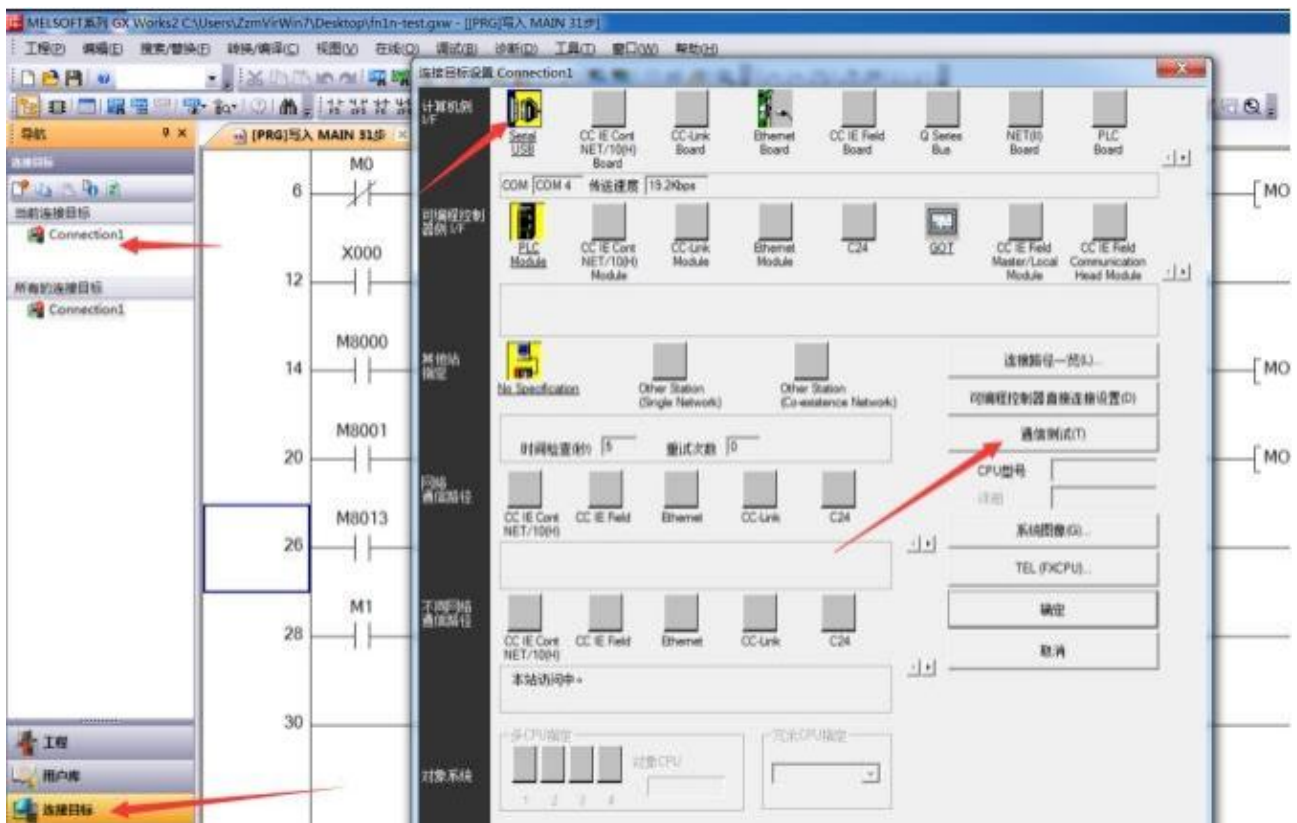 MELSOFT系列 GX Works2 C:\Users\ZzmVirWin7\Desktop\fn1n-test.gxw - [[PRG]写入 MAIN 31步]
工程(P) 编辑(E) 搜索/替换(F) 转换/编译(C) 视图(V) 在线(O) 调试(B) 诊断(D) 工具(T) 窗口(W) 帮助(H)
导航
连接目标
当前连接目标
Connection1
所有的连接目标
Connection1
工程
用户库
连接目标
[PRG]写入 MAIN 31步
M0
6
[MO
X000
12
M8000
14
[MO
M8001
20
[MO
M8013
26
M1
28
30
连接目标设置 Connection1
计算机侧
I/F
Serial
USB
CC IE Cont
NET/10(H)
Board
CC-Link
Board
Ethernet
Board
CC IE Field
Board
Q Series
Bus
NET(II)
Board
PLC
Board
COM COM 4 传送速度 19.2Kbps
可编程控制
器侧 I/F
PLC
Module
CC IE Cont
NET/10(H)
Module
CC-Link
Module
Ethernet
Module
C24
GOT
CC IE Field
Master/Local
Module
CC IE Field
Communication
Head Module
其他站
指定
No Specification
Other Station
(Single Network)
Other Station
(Co-existence Network)
时间检查(秒) 5 重试次数 0
连接路径一览(L)...
可编程控制器直接连接设置(D)
通信测试(T)
CPU型号
详细
系统图像(G)...
TEL (FXCPU)...
确定
取消
网络
通信路径
CC IE Cont
NET/10(H)
CC IE Field
Ethernet
CC-Link
C24
不同网络
通信路径
CC IE Cont
NET/10(H)
CC IE Field
Ethernet
CC-Link
C24
本站访问中。
对象系统
多CPU指定
1 2 3 4
对象CPU
冗余CPU指定